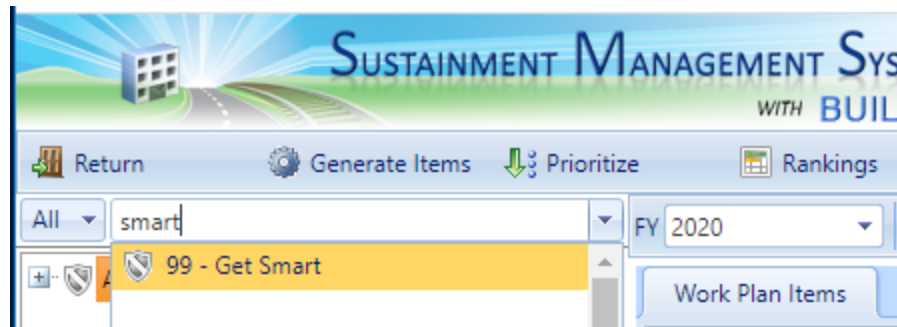 SUSTAINMENT MANAGEMENT SYS
WITH BUIL
Return Generate Items Prioritize Rankings
All smart FY 2020
99 - Get Smart
Work Plan Items